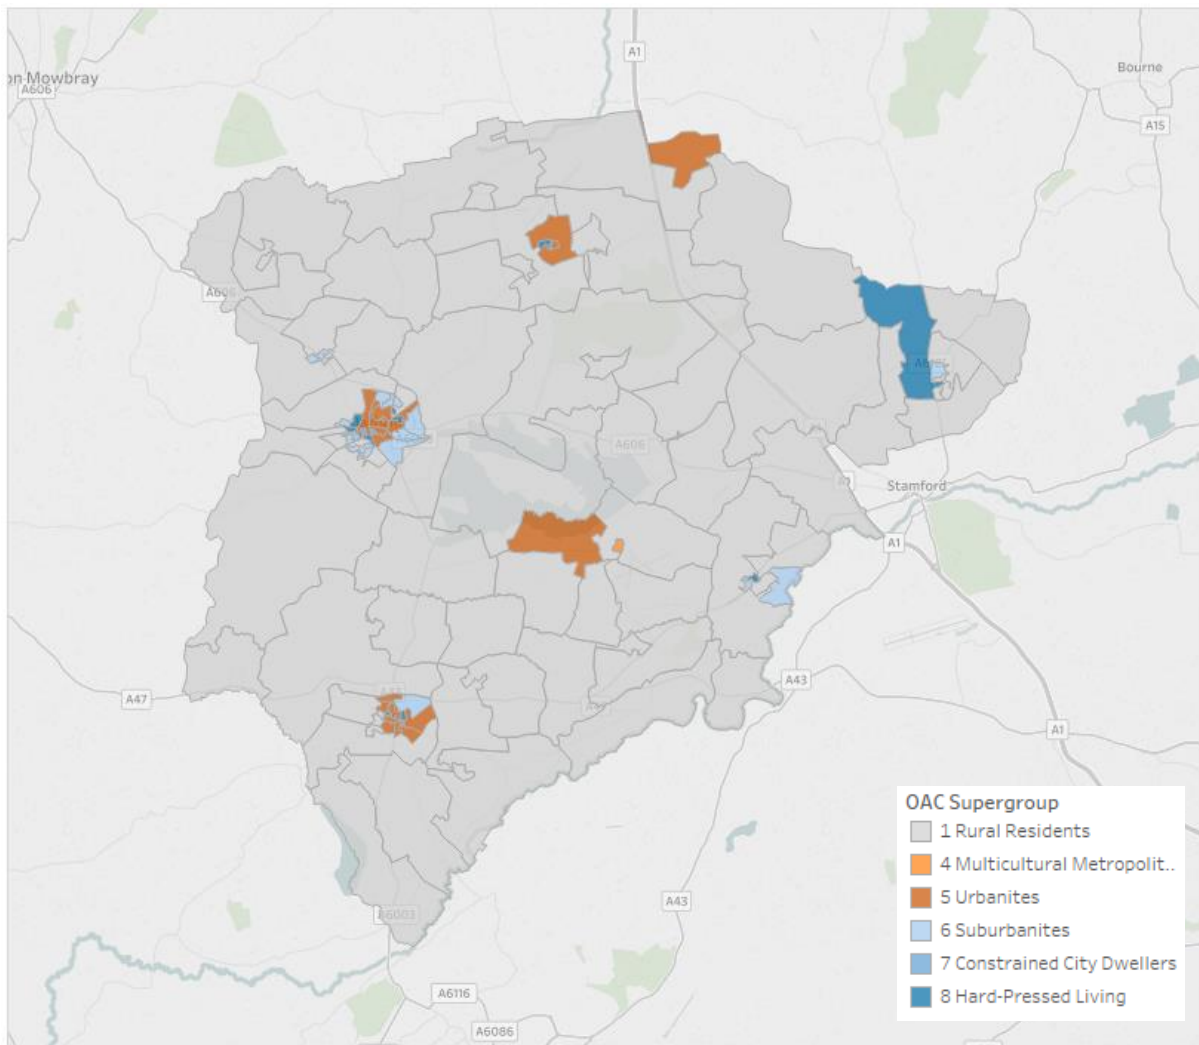 A1
on-Mowbray
Bourne
A606
A15
A606
A606
Stamford
A1
A47
A43
A1
A43
A6003
A6116
A6086
OAC Supergroup
1 Rural Residents
4 Multicultural Metropolit..
5 Urbanites
6 Suburbanites
7 Constrained City Dwellers
8 Hard-Pressed Living